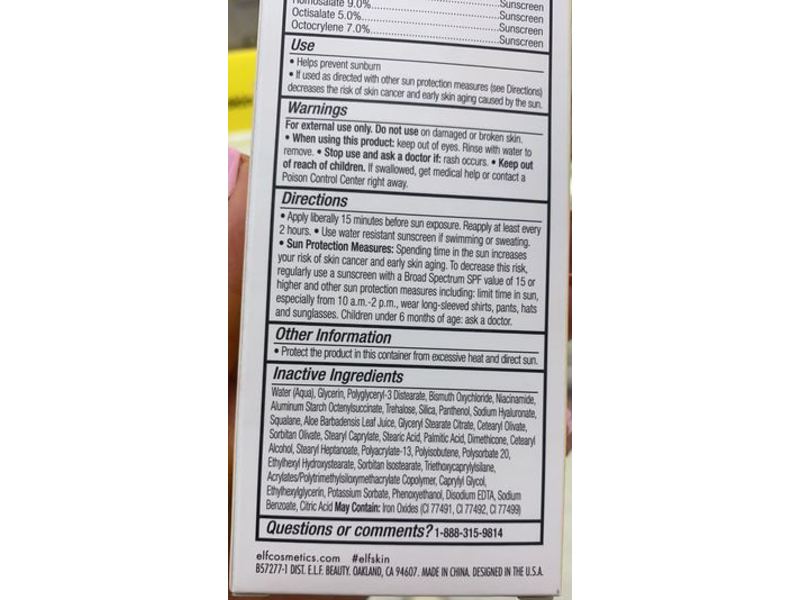 Homosalate 9.0%..........Sunscreen
Octisalate 5.0%..........Sunscreen
Octocrylene 7.0%..........Sunscreen
Use
• Helps prevent sunburn
• If used as directed with other sun protection measures (see Directions)
decreases the risk of skin cancer and early skin aging caused by the sun.
Warnings
For external use only. Do not use on damaged or broken skin.
• When using this product: keep out of eyes. Rinse with water to
remove. • Stop use and ask a doctor if: rash occurs. • Keep out
of reach of children. If swallowed, get medical help or contact a
Poison Control Center right away.
Directions
• Apply liberally 15 minutes before sun exposure. Reapply at least every
2 hours. • Use water resistant sunscreen if swimming or sweating.
• Sun Protection Measures: Spending time in the sun increases
your risk of skin cancer and early skin aging. To decrease this risk,
regularly use a sunscreen with a Broad Spectrum SPF value of 15 or
higher and other sun protection measures including: limit time in sun,
especially from 10 a.m.-2 p.m., wear long-sleeved shirts, pants, hats
and sunglasses. Children under 6 months of age: ask a doctor.
Other Information
• Protect the product in this container from excessive heat and direct sun.
Inactive Ingredients
Water (Aqua), Glycerin, Polyglyceryl-3 Distearate, Bismuth Oxychloride, Niacinamide,
Aluminum Starch Octenylsuccinate, Trehalose, Silica, Panthenol, Sodium Hyaluronate,
Squalane, Aloe Barbadensis Leaf Juice, Glyceryl Stearate Citrate, Cetearyl Olivate,
Sorbitan Olivate, Stearyl Caprylate, Stearic Acid, Palmitic Acid, Dimethicone, Cetearyl
Alcohol, Stearyl Heptanoate, Polyacrylate-13, Polyisobutene, Polysorbate 20,
Ethylhexyl Hydroxystearate, Sorbitan Isostearate, Triethoxycaprylylsilane,
Acrylates/Polytrimethylsiloxymethacrylate Copolymer, Caprylyl Glycol,
Ethylhexylglycerin, Potassium Sorbate, Phenoxyethanol, Disodium EDTA, Sodium
Benzoate, Citric Acid May Contain: Iron Oxides (CI 77491, CI 77492, CI 77499)
Questions or comments? 1-888-315-9814
elfcosmetics.com #elfskin
B57277-1 DIST. E.L.F. BEAUTY. OAKLAND, CA 94607. MADE IN CHINA. DESIGNED IN THE U.S.A.